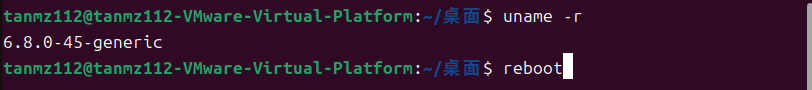 tanmz112@tanmz112-VMware-Virtual-Platform:~/桌面$ uname -r
6.8.0-45-generic
tanmz112@tanmz112-VMware-Virtual-Platform:~/桌面$ reboot